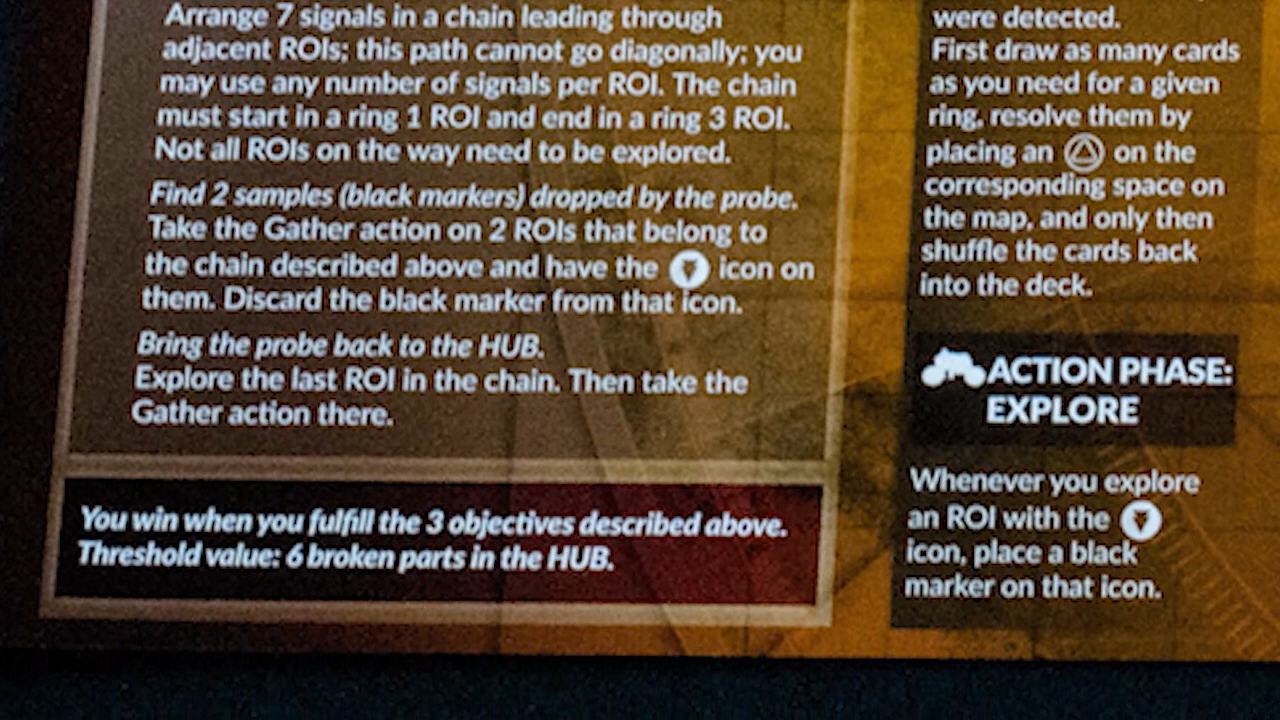 Arrange 7 signals in a chain leading through
adjacent ROIs; this path cannot go diagonally; you
may use any number of signals per ROI. The chain
must start in a ring 1 ROI and end in a ring 3 ROI.
Not all ROIs on the way need to be explored.
Find 2 samples (black markers) dropped by the probe.
Take the Gather action on 2 ROIs that belong to
the chain described above and have the icon on
them. Discard the black marker from that icon.
Bring the probe back to the HUB.
Explore the last ROI in the chain. Then take the
Gather action there.
You win when you fulfill the 3 objectives described above.
Threshold value: 6 broken parts in the HUB.
were detected.
First draw as many cards
as you need for a given
ring, resolve them by
placing an on the
corresponding space on
the map, and only then
shuffle the cards back
into the deck.
ACTION PHASE:
EXPLORE
Whenever you explore
an ROI with the
icon, place a black
marker on that icon.